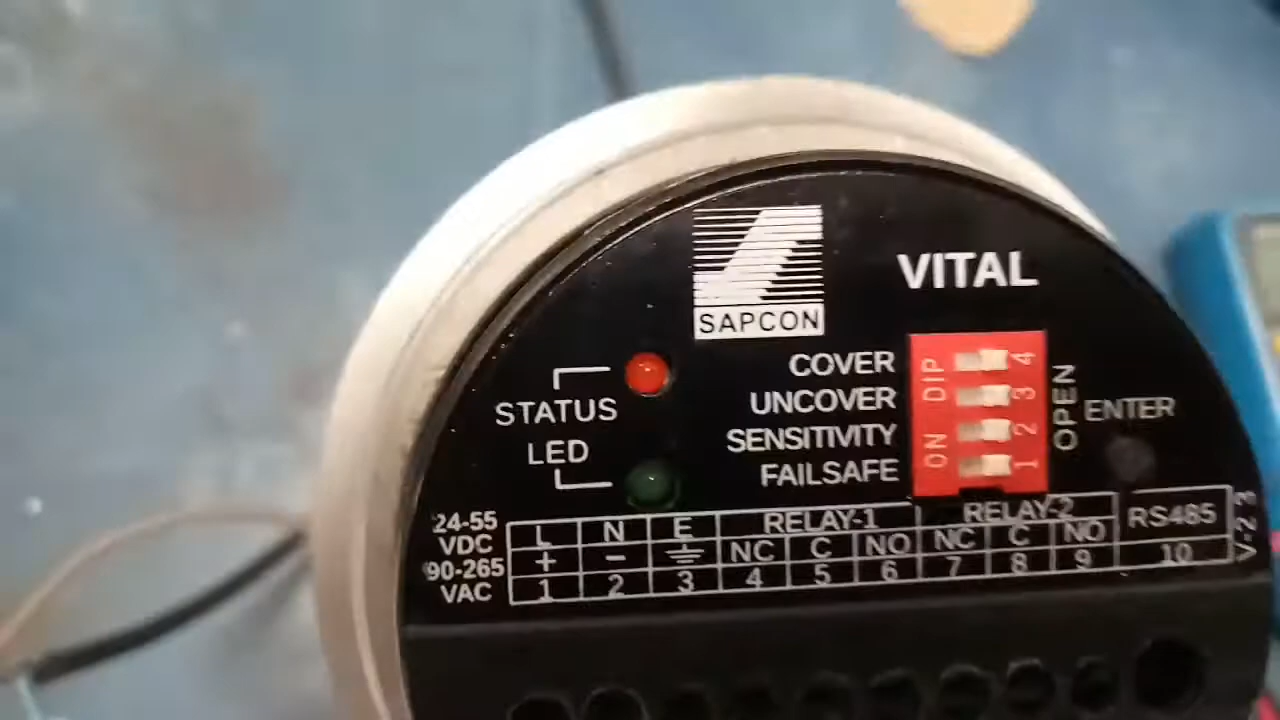 SAPCON
VITAL
STATUS
LED
COVER
UNCOVER
SENSITIVITY
FAILSAFE
ON DIP
4
3
2
1
OPEN
ENTER
24-55
VDC
90-265
VAC
L N E RELAY-1 RELAY-2 RS485
+ − NC C NO NC C NO
1 2 3 4 5 6 7 8 9 10
V-2 3